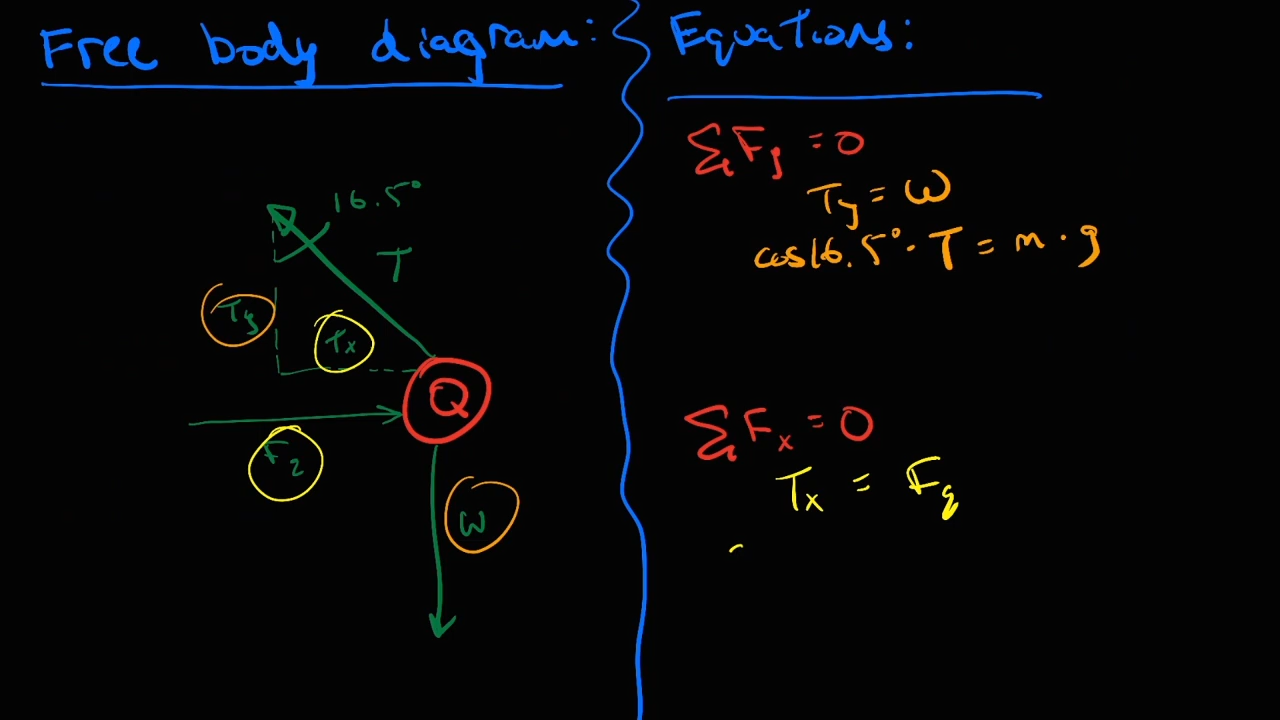 Free body diagram:
16.5°
T
Ty
Tx
Q
F2
W
Equations:
ΣFy = 0
Ty = W
cos16.5° · T = m · g
ΣFx = 0
Tx = Fq